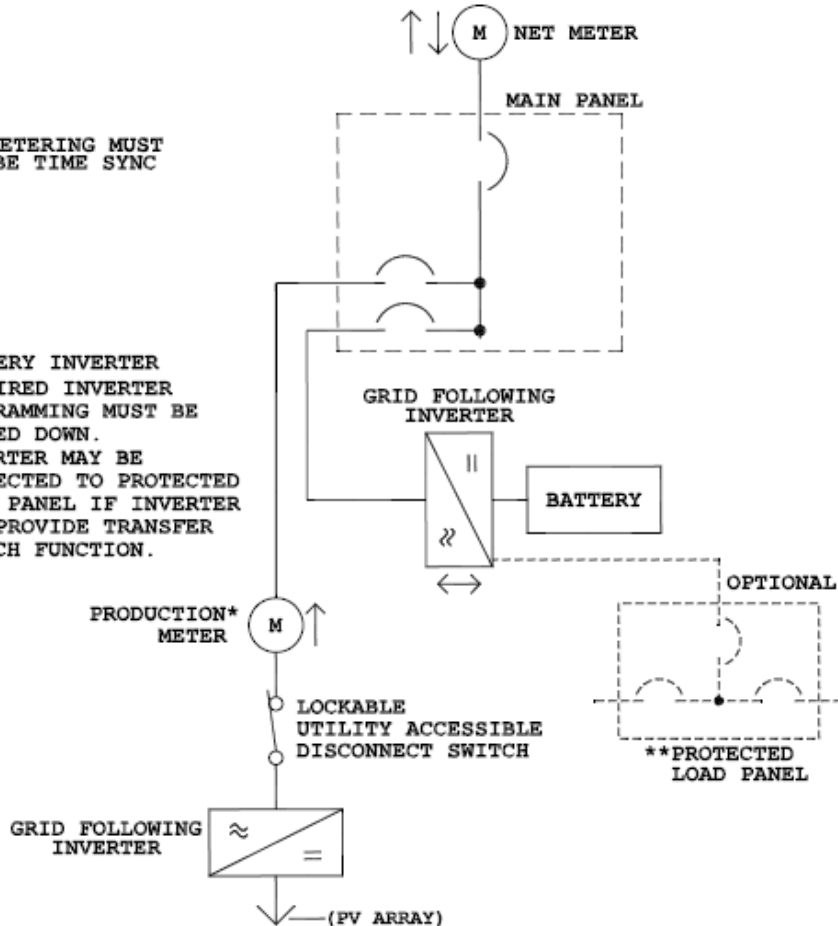 M NET METER
MAIN PANEL
ETERING MUST
BE TIME SYNC
ERY INVERTER
IRED INVERTER
RAMMING MUST BE
ED DOWN.
RTER MAY BE
ECTED TO PROTECTED
PANEL IF INVERTER
PROVIDE TRANSFER
CH FUNCTION.
GRID FOLLOWING
INVERTER
BATTERY
OPTIONAL
PRODUCTION*
METER
M
LOCKABLE
UTILITY ACCESSIBLE
DISCONNECT SWITCH
**PROTECTED
LOAD PANEL
GRID FOLLOWING
INVERTER
(PV ARRAY)